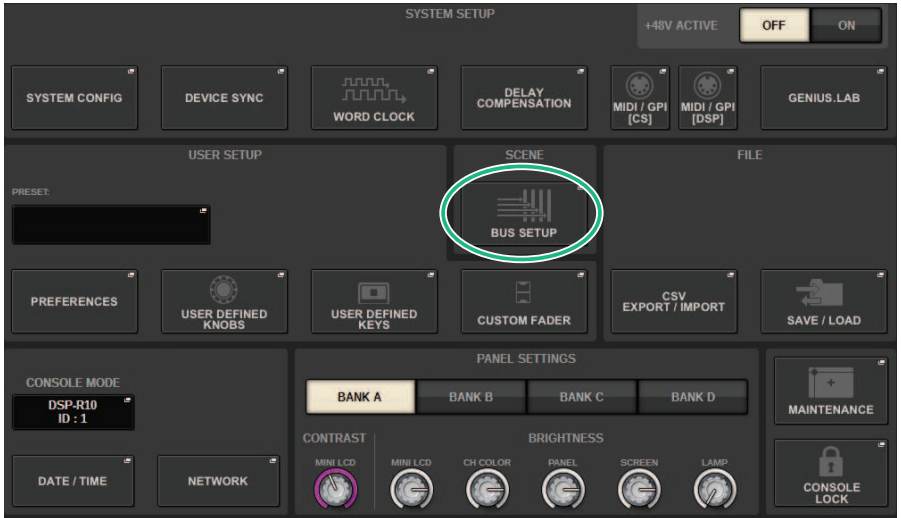 SYSTEM SETUP
+48V ACTIVE
OFF
ON
SYSTEM CONFIG
DEVICE SYNC
WORD CLOCK
DELAY
COMPENSATION
MIDI / GPI
[CS]
MIDI / GPI
[DSP]
GENIUS.LAB
USER SETUP
SCENE
FILE
PRESET:
BUS SETUP
PREFERENCES
USER DEFINED
KNOBS
USER DEFINED
KEYS
CUSTOM FADER
CSV
EXPORT / IMPORT
SAVE / LOAD
CONSOLE MODE
DSP-R10
ID : 1
DATE / TIME
NETWORK
PANEL SETTINGS
BANK A
BANK B
BANK C
BANK D
CONTRAST
BRIGHTNESS
MINI LCD
MINI LCD
CH COLOR
PANEL
SCREEN
LAMP
MAINTENANCE
CONSOLE
LOCK